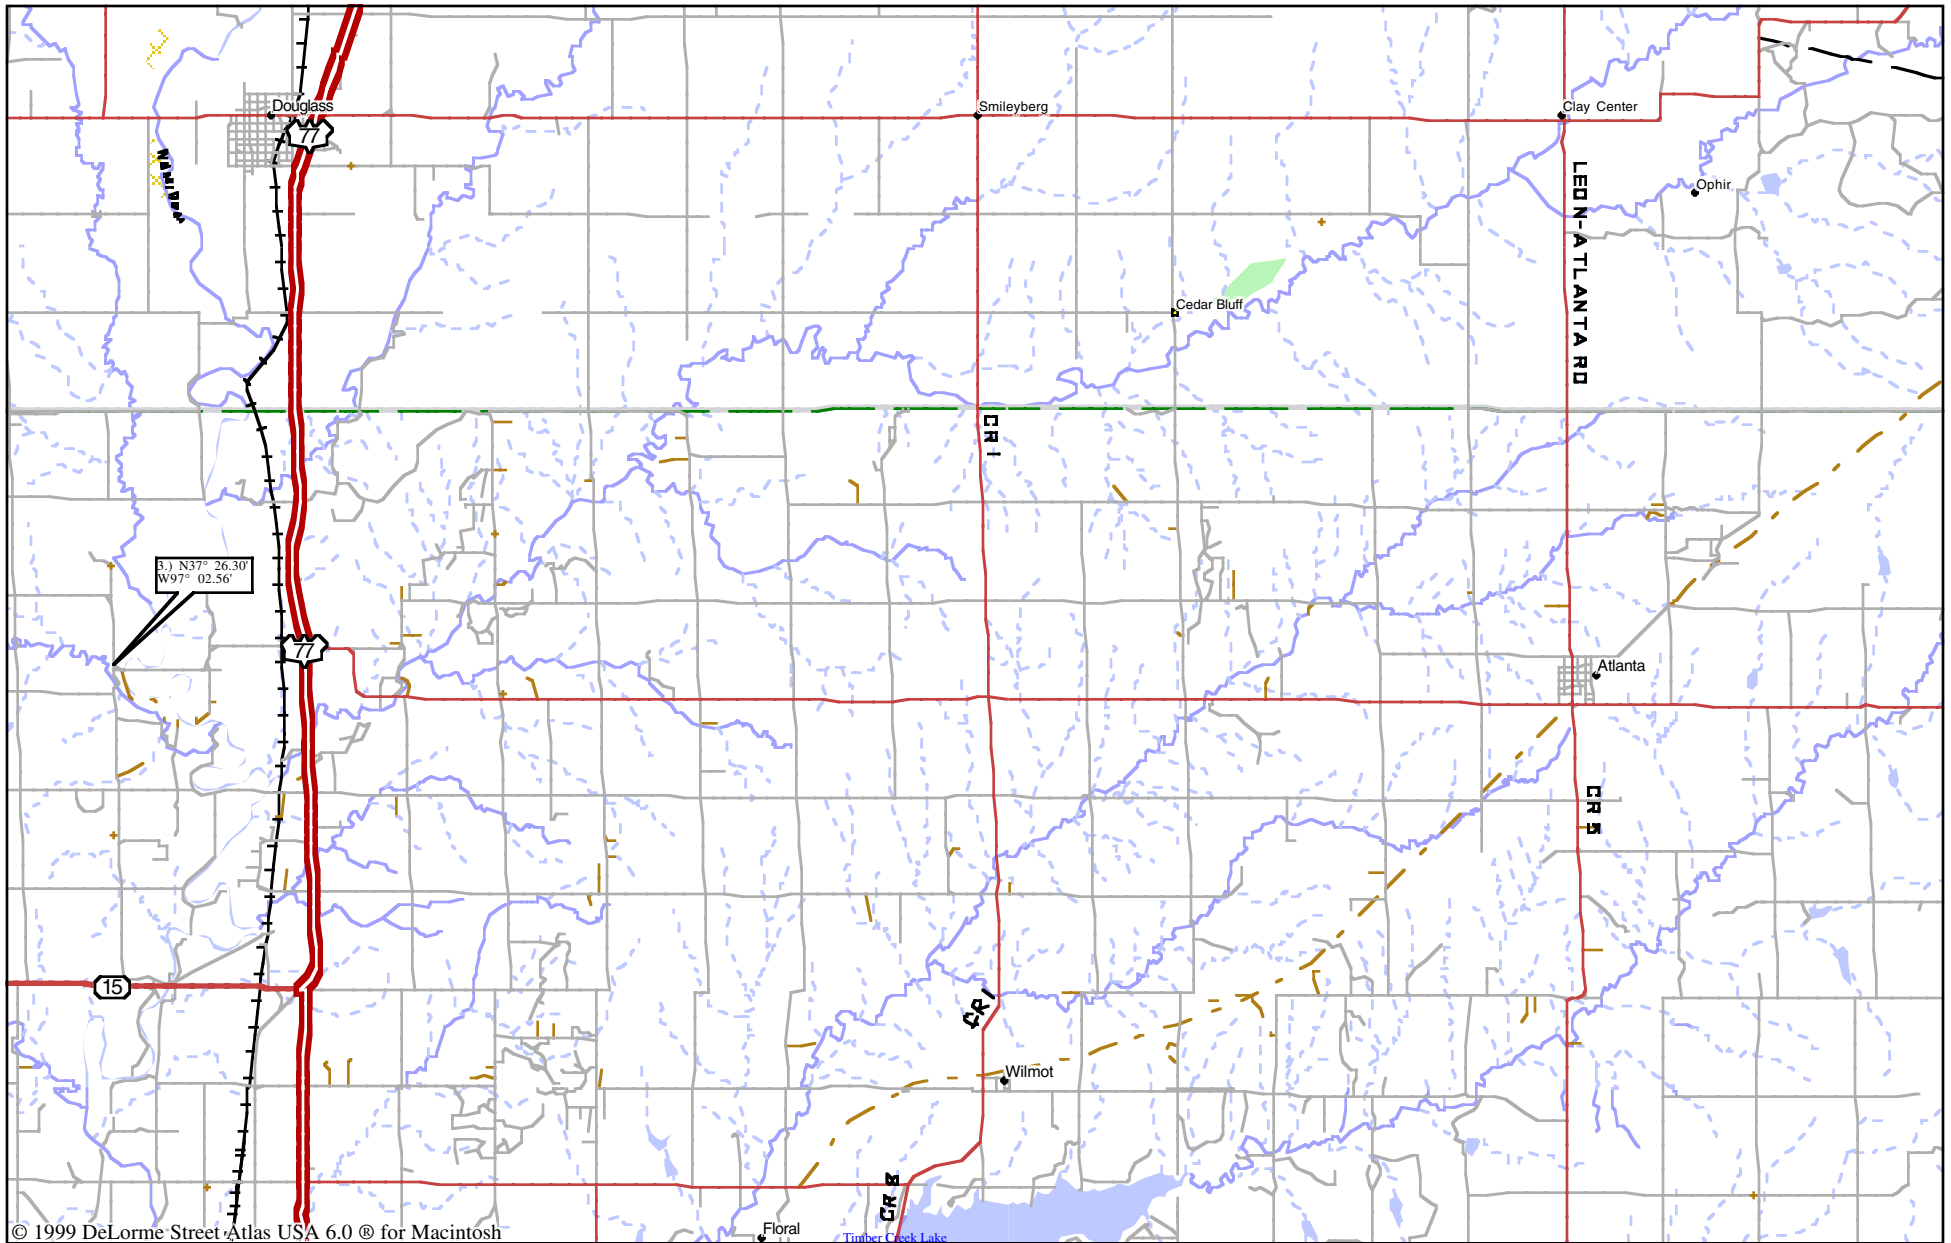 Douglass
77
Smileyberg
Clay Center
Ophir
LEON-ATLANTA RD
Cedar Bluff
CR 1
3.) N37° 26.30'
W97° 02.56'
77
Atlanta
CR 5
15
CR 1
Wilmot
CR 8
Floral
Timber Creek Lake
© 1999 DeLorme Street Atlas USA 6.0 ® for Macintosh